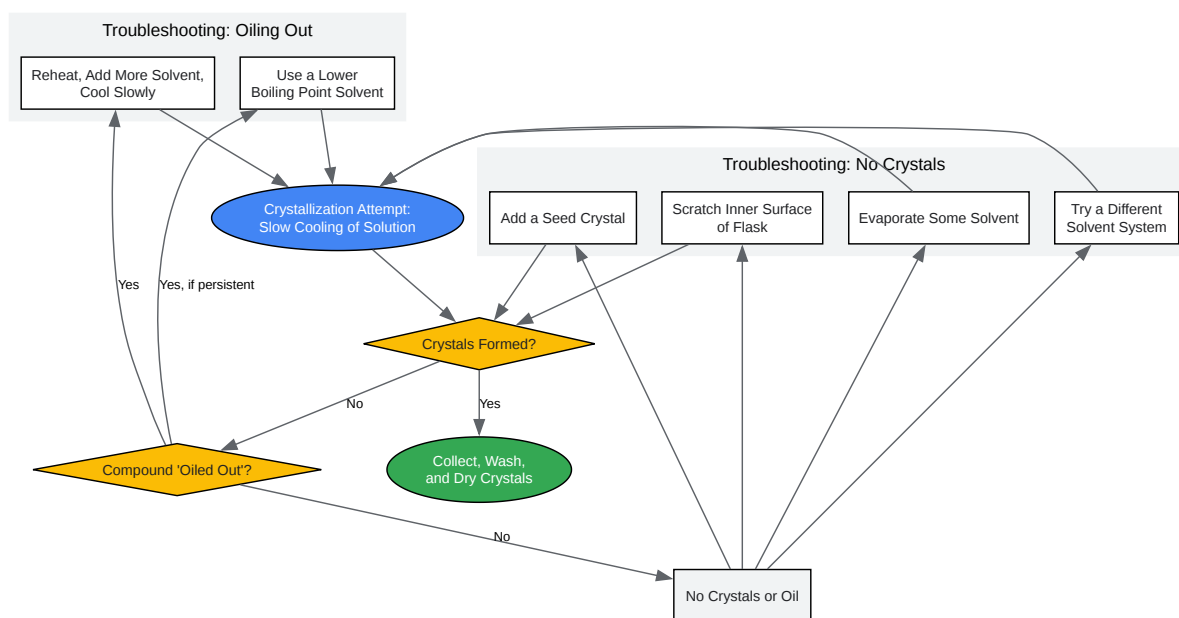 Troubleshooting: Oiling Out
Reheat, Add More Solvent,
Cool Slowly
Use a Lower
Boiling Point Solvent
Troubleshooting: No Crystals
Crystallization Attempt:
Slow Cooling of Solution
Add a Seed Crystal
Scratch Inner Surface
of Flask
Evaporate Some Solvent
Try a Different
Solvent System
Yes
Yes, if persistent
Crystals Formed?
No
Yes
Compound 'Oiled Out'?
Collect, Wash,
and Dry Crystals
No
No Crystals or Oil